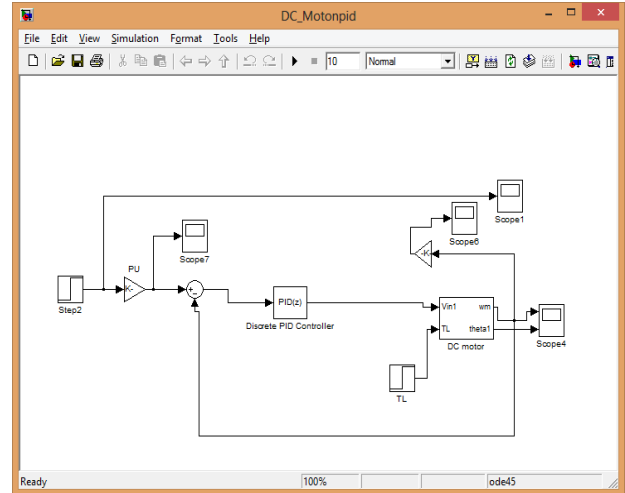 DC_Motonpid
File Edit View Simulation Format Tools Help
10 Normal
Scope1
Scope6
Scope7
-K-
PU
K-
Step2
PID(z)
Discrete PID Controller
Vin1 wm
TL theta1
DC motor
Scope4
TL
Ready 100% ode45